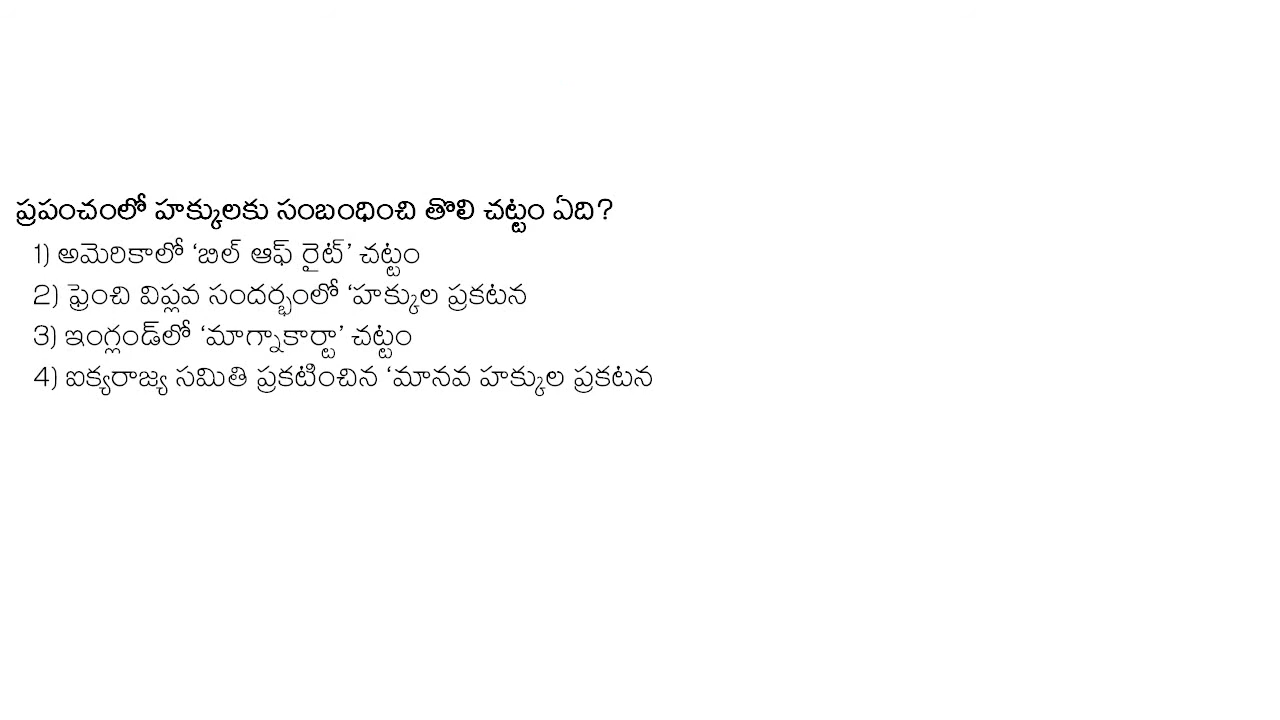 ప్రపంచంలో హక్కులకు సంబంధించి తొలి చట్టం ఏది?
1) అమెరికాలో ‘బిల్ ఆఫ్ రైట్’ చట్టం
2) ఫ్రెంచి విప్లవ సందర్భంలో ‘హక్కుల ప్రకటన
3) ఇంగ్లండ్‌లో ‘మాగ్నాకార్టా’ చట్టం
4) ఐక్యరాజ్య సమితి ప్రకటించిన ‘మానవ హక్కుల ప్రకటన